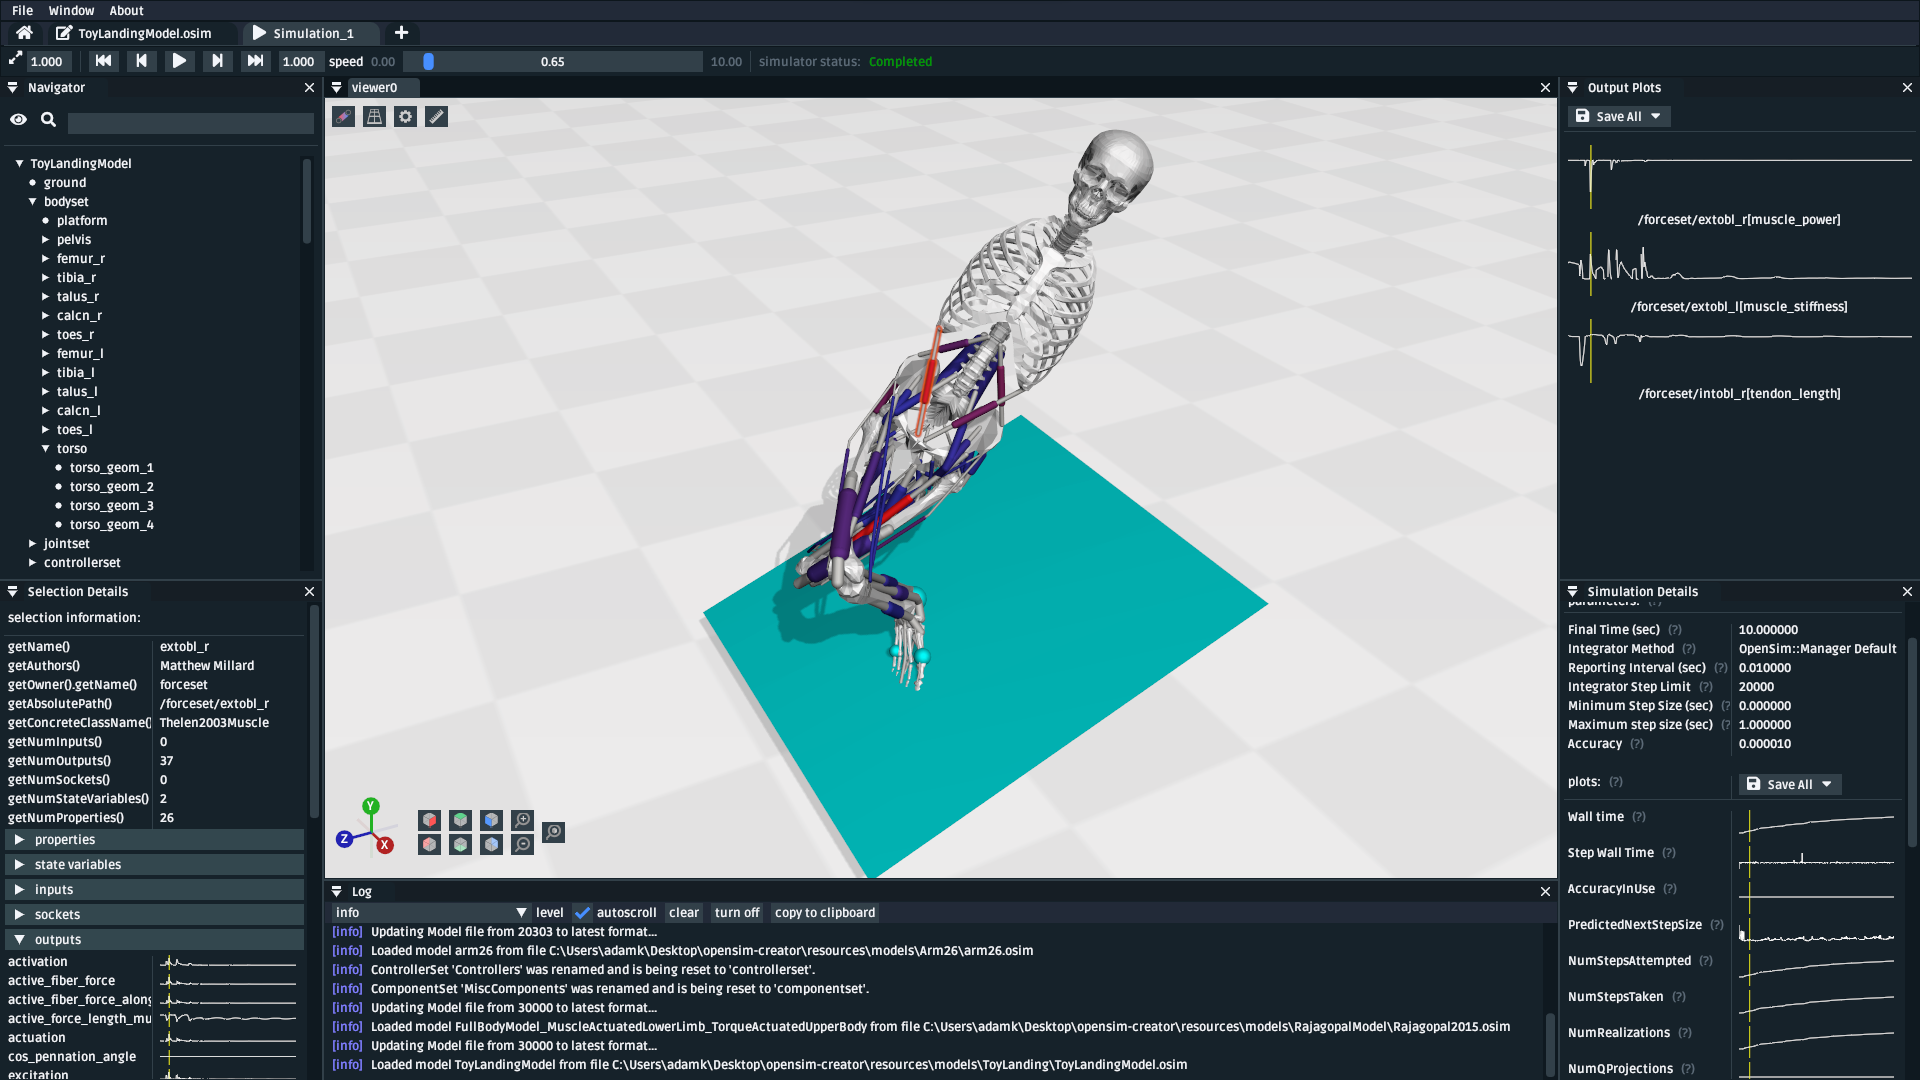 File Window About
ToyLandingModel.osim Simulation_1
1.000 1.000 speed 0.00 0.65 10.00 simulator status: Completed
Navigator
ToyLandingModel
ground
bodyset
platform
pelvis
femur_r
tibia_r
talus_r
calcn_r
toes_r
femur_l
tibia_l
talus_l
calcn_l
toes_l
torso
torso_geom_1
torso_geom_2
torso_geom_3
torso_geom_4
jointset
controllerset
Selection Details
selection information:
getName() extobl_r
getAuthors() Matthew Millard
getOwner().getName() forceset
getAbsolutePath() /forceset/extobl_r
getConcreteClassName() Thelen2003Muscle
getNumInputs() 0
getNumOutputs() 37
getNumSockets() 0
getNumStateVariables() 2
getNumProperties() 26
properties
state variables
inputs
sockets
outputs
activation
active_fiber_force
active_fiber_force_along
active_force_length_mu
actuation
cos_pennation_angle
excitation
viewer0
Y
Z
X
Log
info level autoscroll clear turn off copy to clipboard
[info] Updating Model file from 20303 to latest format...
[info] Loaded model arm26 from file C:\Users\adamk\Desktop\opensim-creator\resources\models\Arm26\arm26.osim
[info] ControllerSet 'Controllers' was renamed and is being reset to 'controllerset'.
[info] ComponentSet 'MiscComponents' was renamed and is being reset to 'componentset'.
[info] Updating Model file from 30000 to latest format...
[info] Loaded model FullBodyModel_MuscleActuatedLowerLimb_TorqueActuatedUpperBody from file C:\Users\adamk\Desktop\opensim-creator\resources\models\RajagopalModel\Rajagopal2015.osim
[info] Updating Model file from 30000 to latest format...
[info] Loaded model ToyLandingModel from file C:\Users\adamk\Desktop\opensim-creator\resources\models\ToyLanding\ToyLandingModel.osim
Output Plots
Save All
/forceset/extobl_r[muscle_power]
/forceset/extobl_l[muscle_stiffness]
/forceset/intobl_r[tendon_length]
Simulation Details
parameters: (?)
Final Time (sec) (?) 10.000000
Integrator Method (?) OpenSim::Manager Default
Reporting Interval (sec) (?) 0.010000
Integrator Step Limit (?) 20000
Minimum Step Size (sec) (? 0.000000
Maximum step size (sec) (? 1.000000
Accuracy (?) 0.000010
plots: (?) Save All
Wall time (?)
Step Wall Time (?)
AccuracyInUse (?)
PredictedNextStepSize (?)
NumStepsAttempted (?)
NumStepsTaken (?)
NumRealizations (?)
NumQProjections (?)